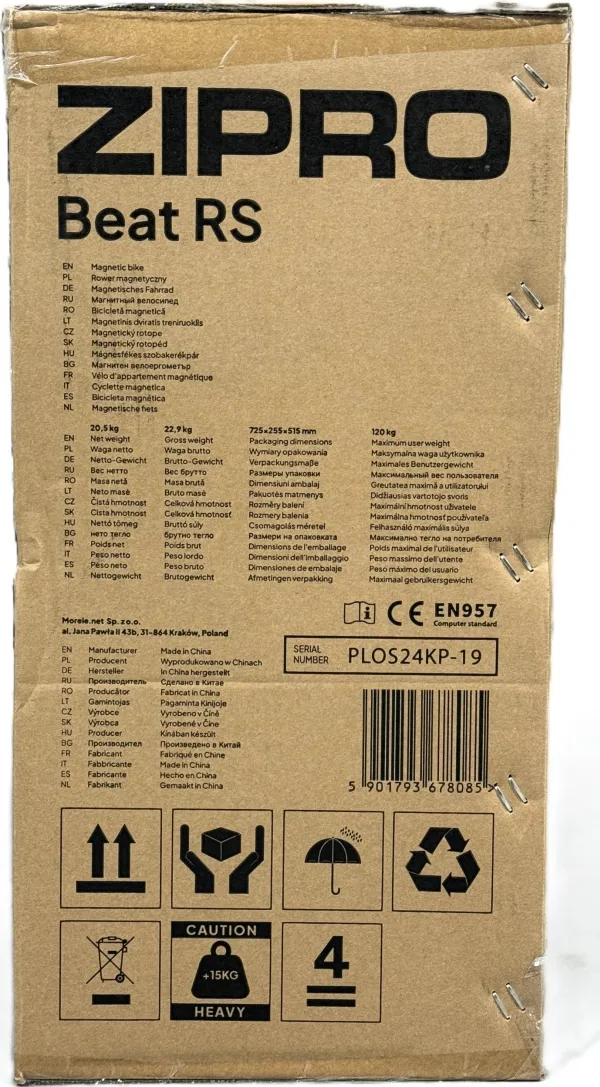 ZIPRO
Beat RS
EN Magnetic bike
PL Rower magnetyczny
DE Magnetisches Fahrrad
RU Магнитный велосипед
RO Bicicletă magnetică
LT Magnetinis dviratis treniruoklis
CZ Magnetický rotope
SK Magnetický rotopéd
HU Mágnesfékes szobakerékpár
BG Магнитен велоергометър
FR Vélo d'appartement magnétique
IT Cyclette magnetica
ES Bicicleta magnética
NL Magnetische fiets
20,5 kg 22,9 kg 725x255x515 mm 120 kg
EN Net weight Gross weight Packaging dimensions Maximum user weight
PL Waga netto Waga brutto Wymiary opakowania Maksymalna waga użytkownika
DE Netto-Gewicht Brutto-Gewicht Verpackungsmaße Maximales Benutzergewicht
RU Вес нетто Вес брутто Размеры упаковки Максимальный вес пользователя
RO Masa netă Masa brută Dimensiuni ambalaj Greutatea maximă a utilizatorului
LT Neto masė Bruto masė Pakuotės matmenys Didžiausias vartotojo svoris
CZ Čistá hmotnost Celková hmotnost Rozměry balení Maximální hmotnost uživatele
SK Čista hmotnost Celková hmotnosť Rozmery balenia Maximálna hmotnosť používateľa
HU Nettó tömeg Bruttó súly Csomagolás méretei Felhasználó maximális súlya
BG нето тегло брутно тегло Размери на опаковката Максимално тегло на потребителя
FR Poids net Poids brut Dimensions de l'emballage Poids maximal de l'utilisateur
IT Peso netto Peso lordo Dimensioni dell'imballaggio Peso massimo dell'utente
ES Peso neto Peso bruto Dimensiones de embalaje Peso máximo del usuario
NL Nettogewicht Brutogewicht Afmetingen verpakking Maximaal gebruikersgewicht
i CE EN957
Computer standard
Morele.net Sp. z o.o.
al. Jana Pawła II 43b, 31-864 Kraków, Poland
SERIAL NUMBER PLOS24KP-19
EN Manufacturer Made in China
PL Producent Wyprodukowano w Chinach
DE Hersteller In China hergestellt
RU Производитель Сделано в Китае
RO Producător Fabricat în China
LT Gamintojas Pagaminta Kinijoje
CZ Výrobce Vyrobeno v Číně
SK Výrobca Vyrobené v Číne
HU Producer Kínában készült
BG Производител Произведено в Китай
FR Fabricant Fabriqué en Chine
IT Fabbricante Made in China
ES Fabricante Hecho en China
NL Fabrikant Gemaakt in China
5 901793 678085 >
CAUTION
+15KG
HEAVY
4